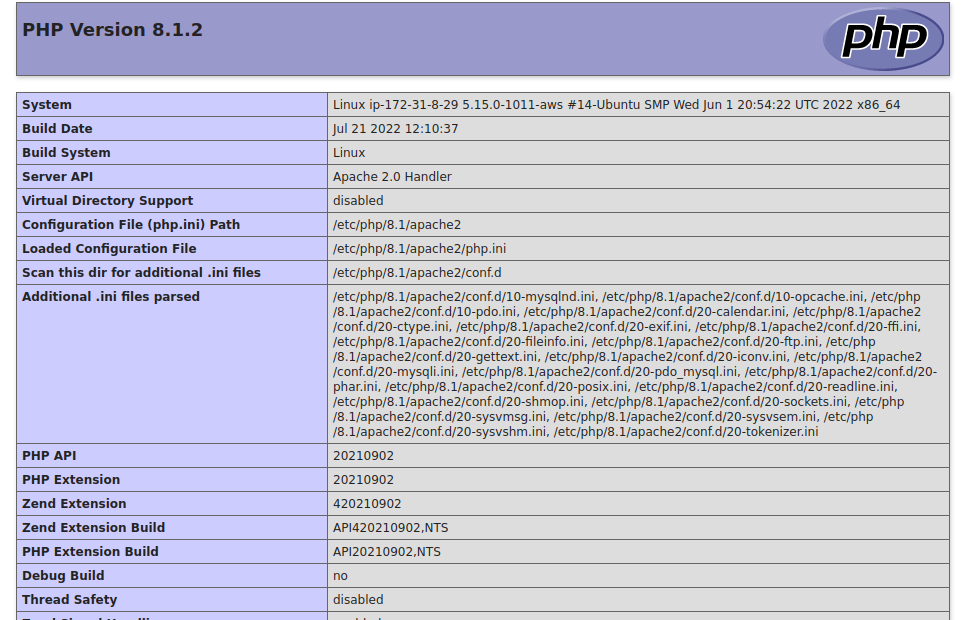 PHP Version 8.1.2
php
System Linux ip-172-31-8-29 5.15.0-1011-aws #14-Ubuntu SMP Wed Jun 1 20:54:22 UTC 2022 x86_64
Build Date Jul 21 2022 12:10:37
Build System Linux
Server API Apache 2.0 Handler
Virtual Directory Support disabled
Configuration File (php.ini) Path /etc/php/8.1/apache2
Loaded Configuration File /etc/php/8.1/apache2/php.ini
Scan this dir for additional .ini files /etc/php/8.1/apache2/conf.d
Additional .ini files parsed /etc/php/8.1/apache2/conf.d/10-mysqlnd.ini, /etc/php/8.1/apache2/conf.d/10-opcache.ini, /etc/php
/8.1/apache2/conf.d/10-pdo.ini, /etc/php/8.1/apache2/conf.d/20-calendar.ini, /etc/php/8.1/apache2
/conf.d/20-ctype.ini, /etc/php/8.1/apache2/conf.d/20-exif.ini, /etc/php/8.1/apache2/conf.d/20-ffi.ini,
/etc/php/8.1/apache2/conf.d/20-fileinfo.ini, /etc/php/8.1/apache2/conf.d/20-ftp.ini, /etc/php
/8.1/apache2/conf.d/20-gettext.ini, /etc/php/8.1/apache2/conf.d/20-iconv.ini, /etc/php/8.1/apache2
/conf.d/20-mysqli.ini, /etc/php/8.1/apache2/conf.d/20-pdo_mysql.ini, /etc/php/8.1/apache2/conf.d/20-
phar.ini, /etc/php/8.1/apache2/conf.d/20-posix.ini, /etc/php/8.1/apache2/conf.d/20-readline.ini,
/etc/php/8.1/apache2/conf.d/20-shmop.ini, /etc/php/8.1/apache2/conf.d/20-sockets.ini, /etc/php
/8.1/apache2/conf.d/20-sysvmsg.ini, /etc/php/8.1/apache2/conf.d/20-sysvsem.ini, /etc/php
/8.1/apache2/conf.d/20-sysvshm.ini, /etc/php/8.1/apache2/conf.d/20-tokenizer.ini
PHP API 20210902
PHP Extension 20210902
Zend Extension 420210902
Zend Extension Build API420210902,NTS
PHP Extension Build API20210902,NTS
Debug Build no
Thread Safety disabled